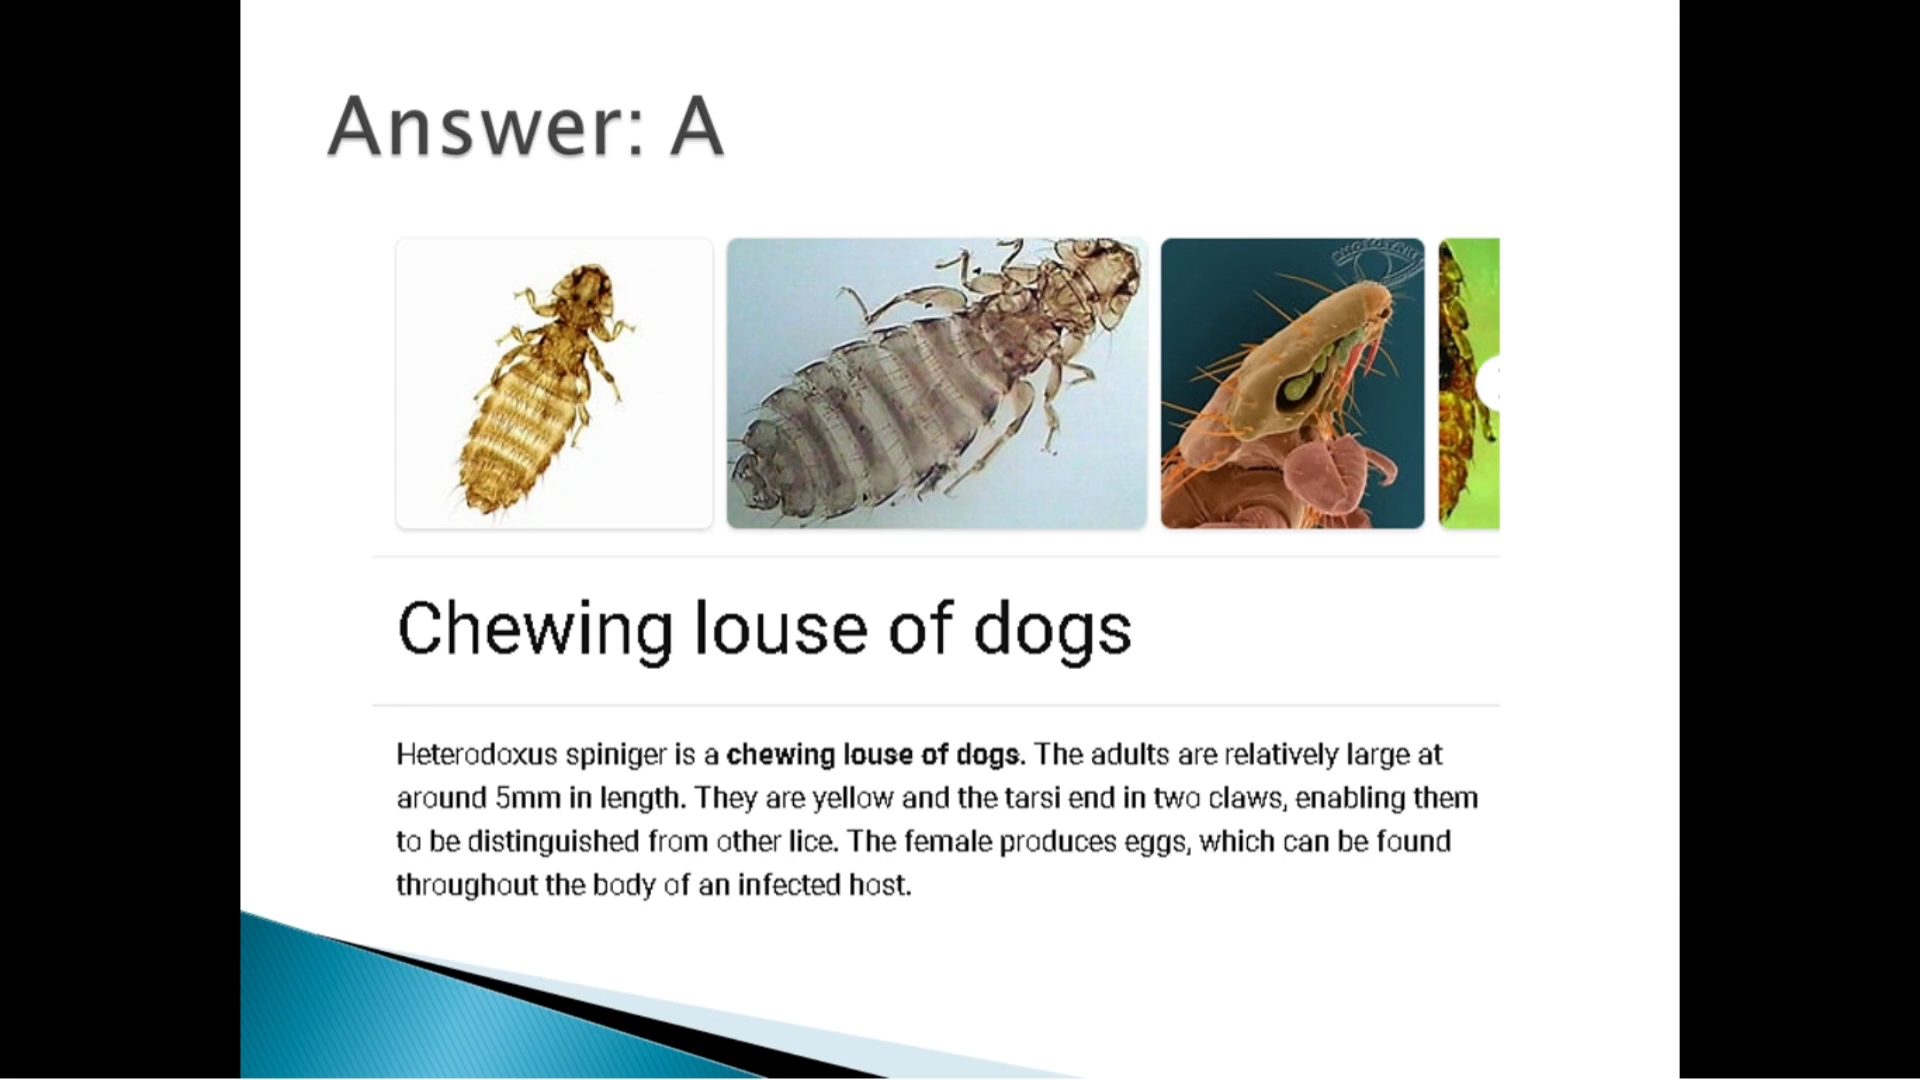 Answer: A
Chewing louse of dogs
Heterodoxus spiniger is a chewing louse of dogs. The adults are relatively large at
around 5mm in length. They are yellow and the tarsi end in two claws, enabling them
to be distinguished from other lice. The female produces eggs, which can be found
throughout the body of an infected host.